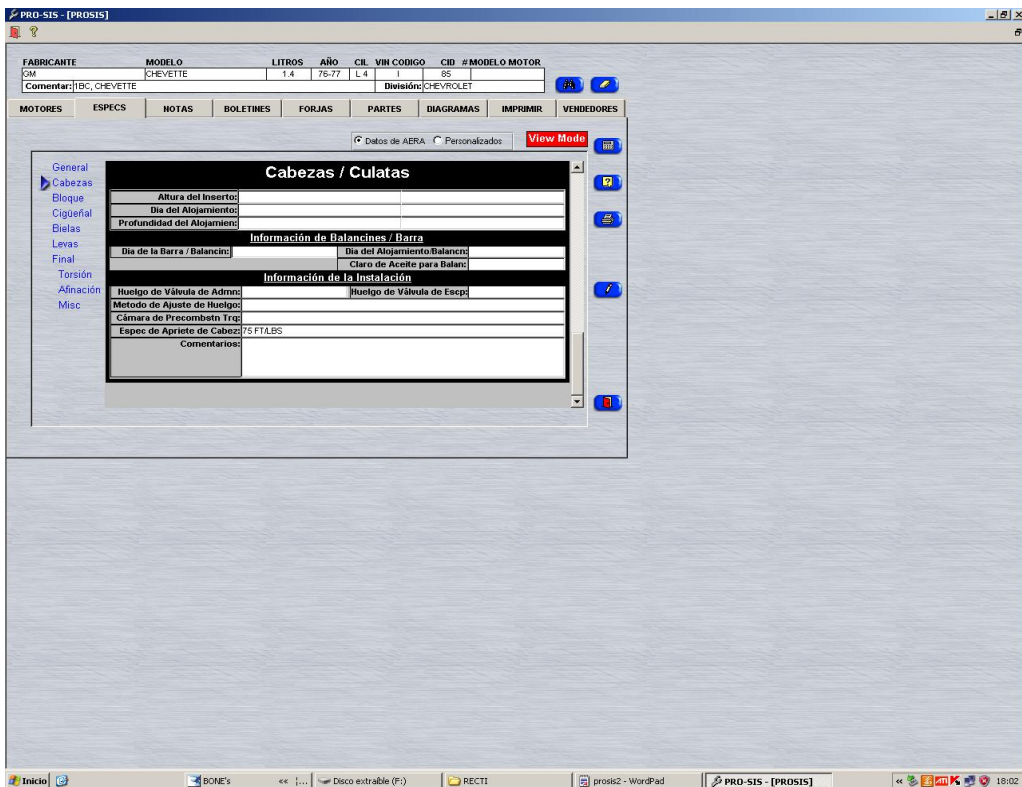 PRO-SIS - [PROSIS]
FABRICANTE MODELO LITROS AÑO CIL VIN CODIGO CID # MODELO MOTOR
GM CHEVETTE 1.4 76-77 L 4 I 85
Comentar: 1BC, CHEVETTE División: CHEVROLET
MOTORES ESPECS NOTAS BOLETINES FORJAS PARTES DIAGRAMAS IMPRIMIR VENDEDORES
Datos de AERA Personalizados View Mode
General
Cabezas
Bloque
Cigüeñal
Bielas
Levas
Final
Torsión
Afinación
Misc
Cabezas / Culatas
Altura del Inserto:
Dia del Alojamiento:
Profundidad del Alojamien:
Información de Balancines / Barra
Dia de la Barra / Balancin: Dia del Alojamiento/Balancn:
Claro de Aceite para Balan:
Información de la Instalación
Huelgo de Válvula de Admn: Huelgo de Válvula de Escp:
Metodo de Ajuste de Huelgo:
Cámara de Precombstn Trq:
Espec de Apriete de Cabez: 75 FT/LBS
Comentarios:
Inicio BONE's « ¦... Disco extraíble (F:) RECTI prosis2 - WordPad PRO-SIS - [PROSIS] « 18:02